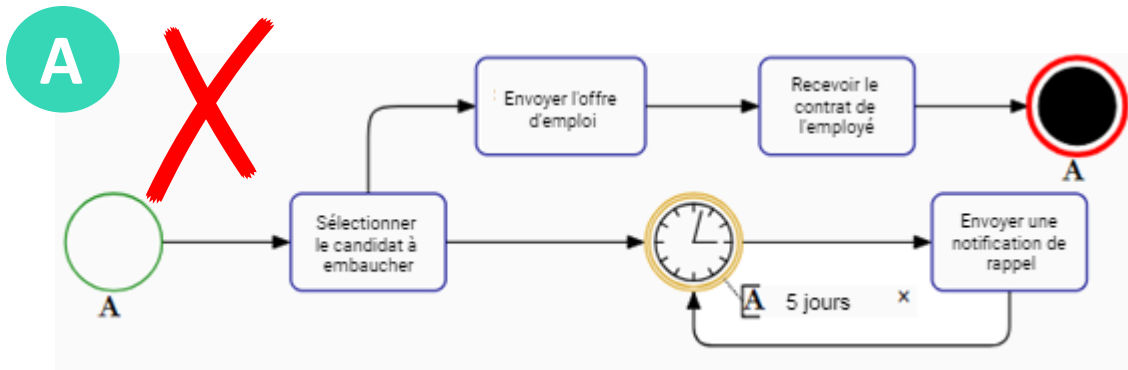 A
Envoyer l'offre
d'emploi
Recevoir le
contrat de
l'employé
A
Sélectionner
le candidat à
embaucher
Envoyer une
notification de
rappel
A
A 5 jours ×